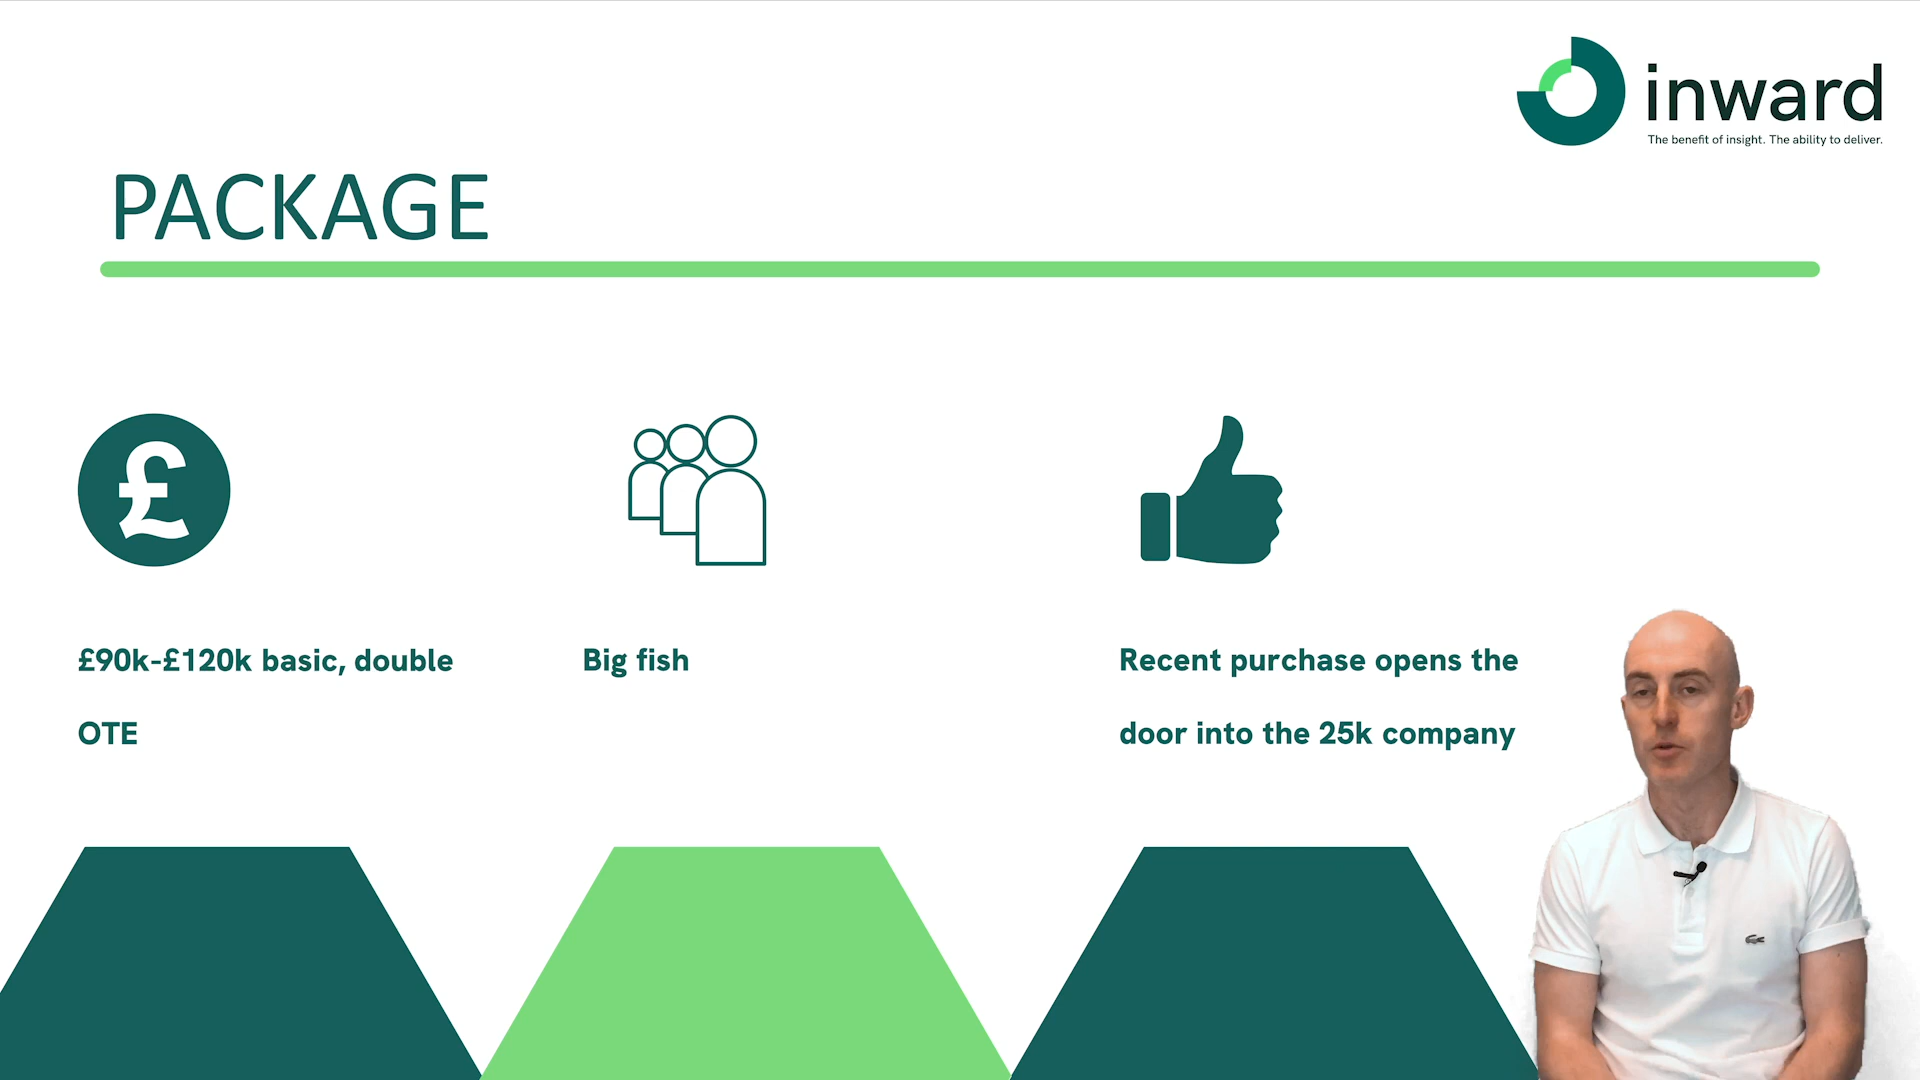 inward
The benefit of insight. The ability to deliver.
PACKAGE
£
£90k-£120k basic, double
OTE
Big fish
Recent purchase opens the
door into the 25k company